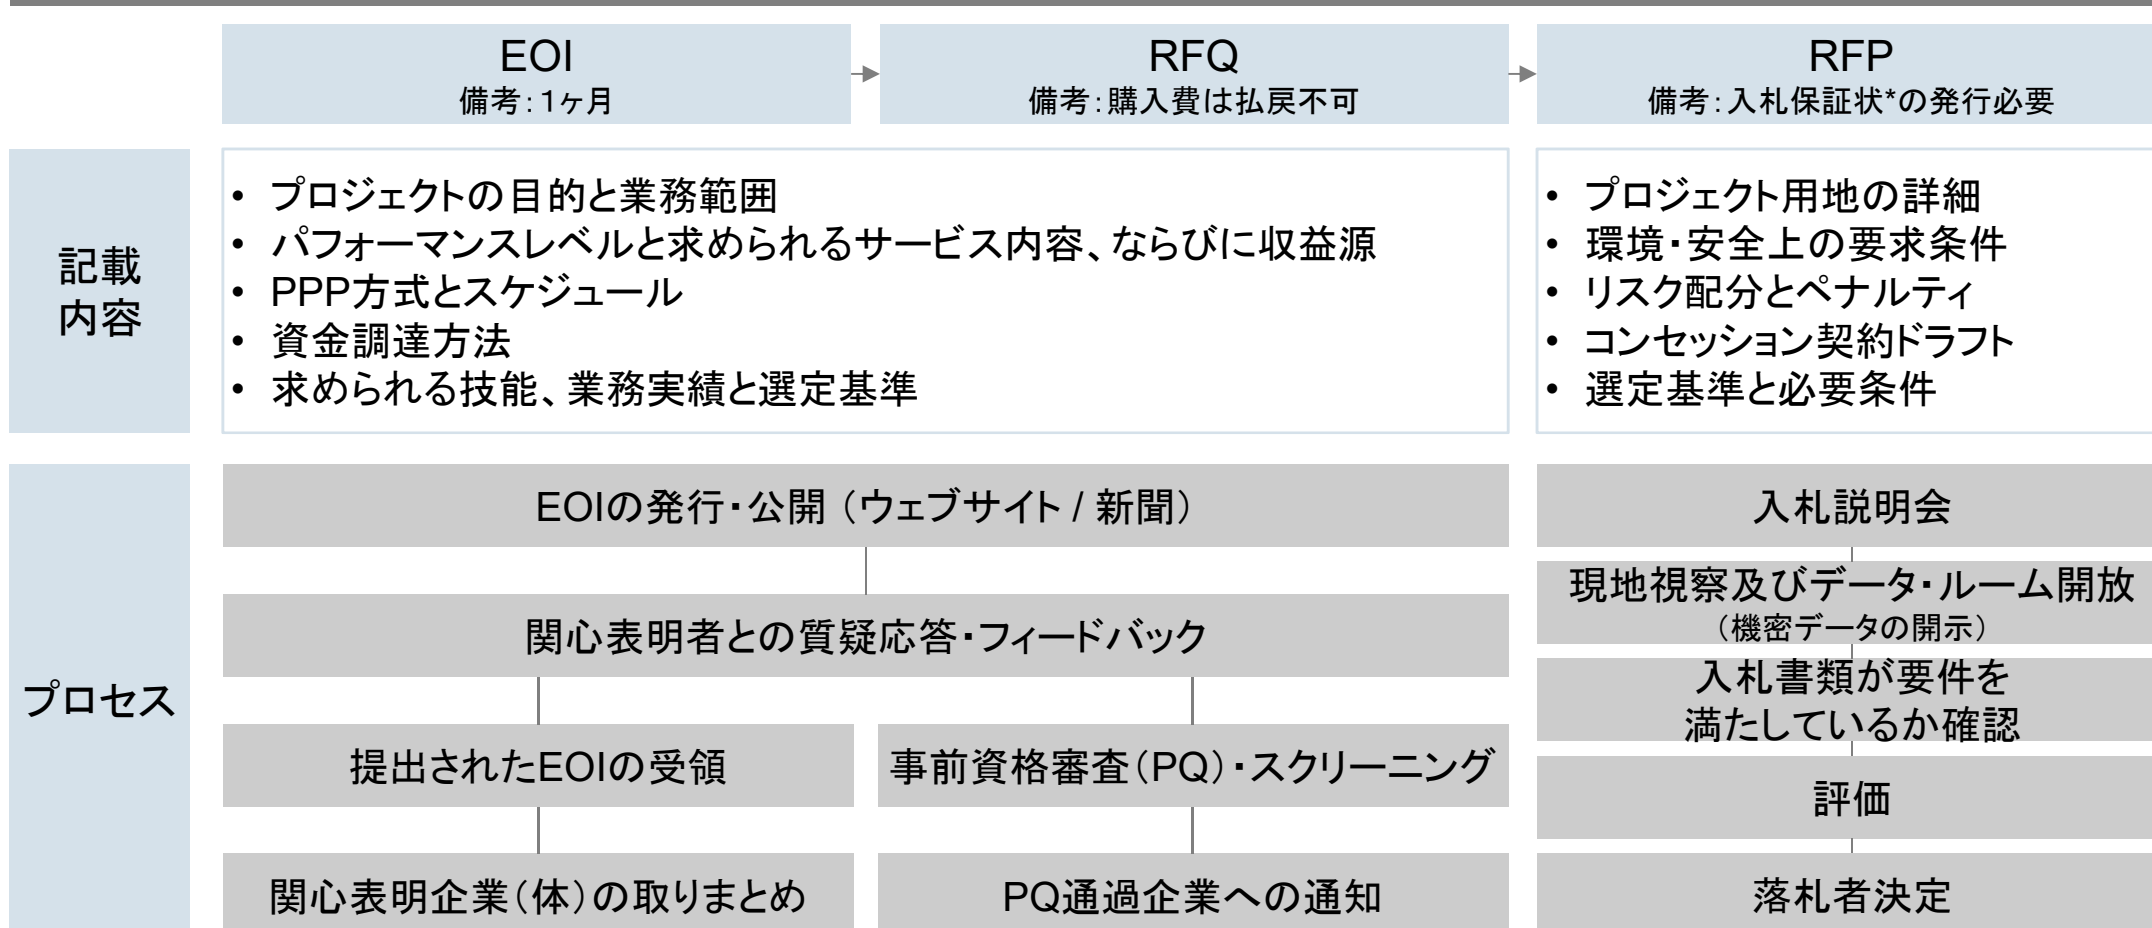 EOI
備考：１ヶ月
RFQ
備考：購入費は払戻不可
RFP
備考：入札保証状*の発行必要
記載
内容
• プロジェクトの目的と業務範囲
• パフォーマンスレベルと求められるサービス内容、ならびに収益源
• PPP方式とスケジュール
• 資金調達方法
• 求められる技能、業務実績と選定基準
• プロジェクト用地の詳細
• 環境・安全上の要求条件
• リスク配分とペナルティ
• コンセッション契約ドラフト
• 選定基準と必要条件
プロセス
EOIの発行・公開（ウェブサイト / 新聞）
関心表明者との質疑応答・フィードバック
提出されたEOIの受領
関心表明企業（体）の取りまとめ
事前資格審査（PQ）・スクリーニング
PQ通過企業への通知
入札説明会
現地視察及びデータ・ルーム開放
（機密データの開示）
入札書類が要件を
満たしているか確認
評価
落札者決定